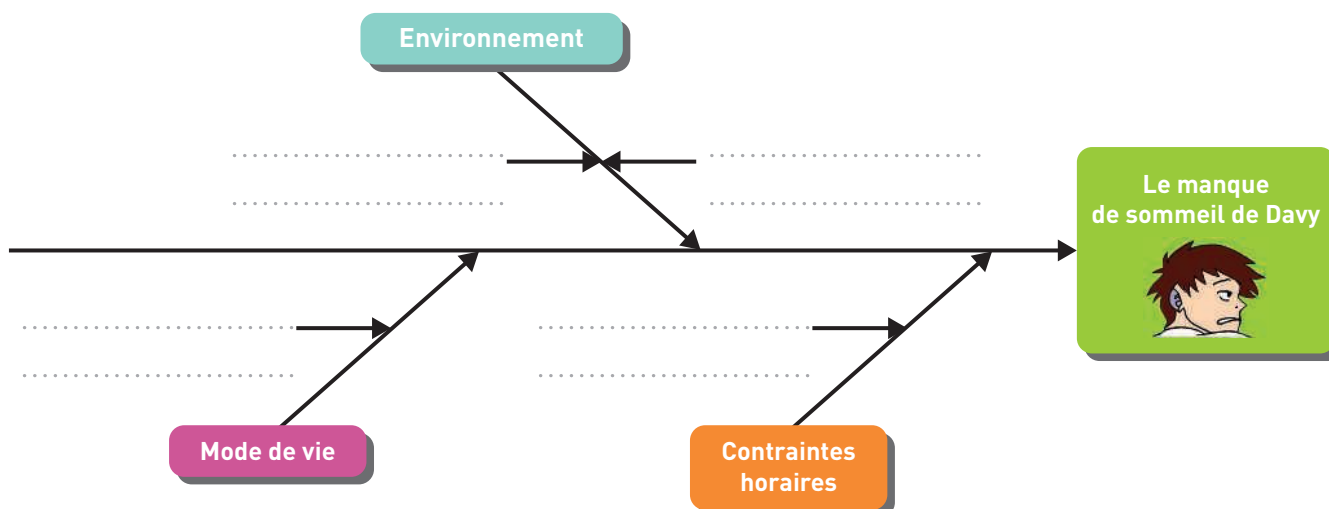 Environnement
Le manque
de sommeil de Davy
Mode de vie
Contraintes
horaires